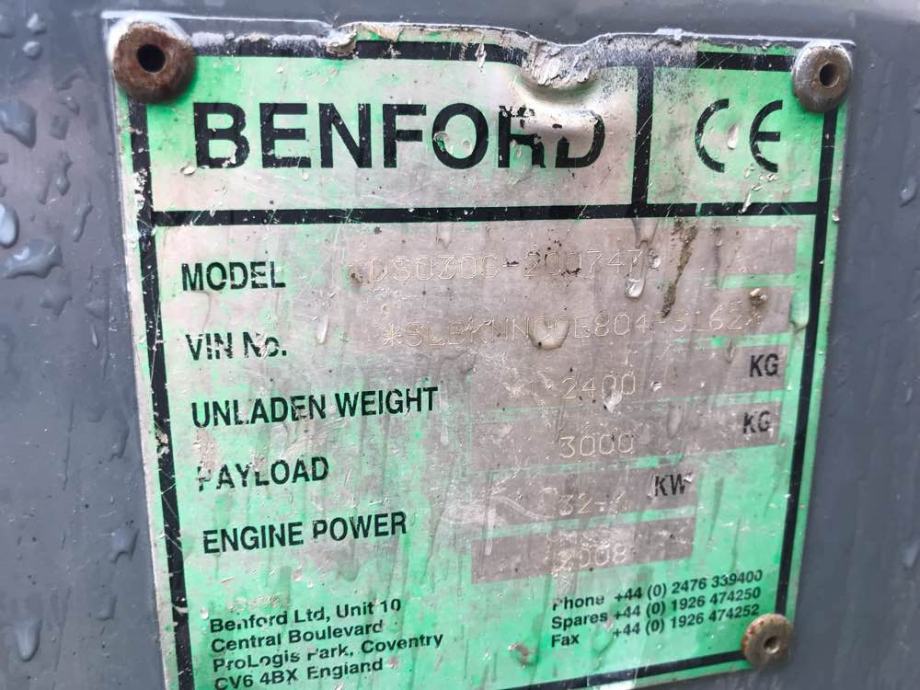 BENFORD CE
MODEL
VIN No.
UNLADEN WEIGHT 2400 KG
PAYLOAD 3000 KG
ENGINE POWER KW
2008
Benford Ltd, Unit 10
Central Boulevard
ProLogis Park, Coventry
CV6 4BX England
Phone +44 (0) 2476 339400
Spares +44 (0) 1926 474250
Fax +44 (0) 1926 474252